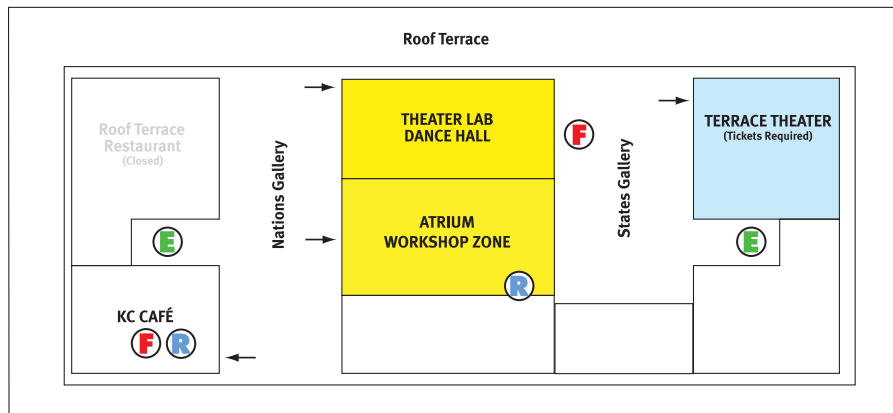 Roof Terrace
Roof Terrace
Restaurant
(Closed)
E
KC CAFÉ
F R
Nations Gallery
THEATER LAB
DANCE HALL
ATRIUM
WORKSHOP ZONE
R
F
States Gallery
TERRACE THEATER
(Tickets Required)
E